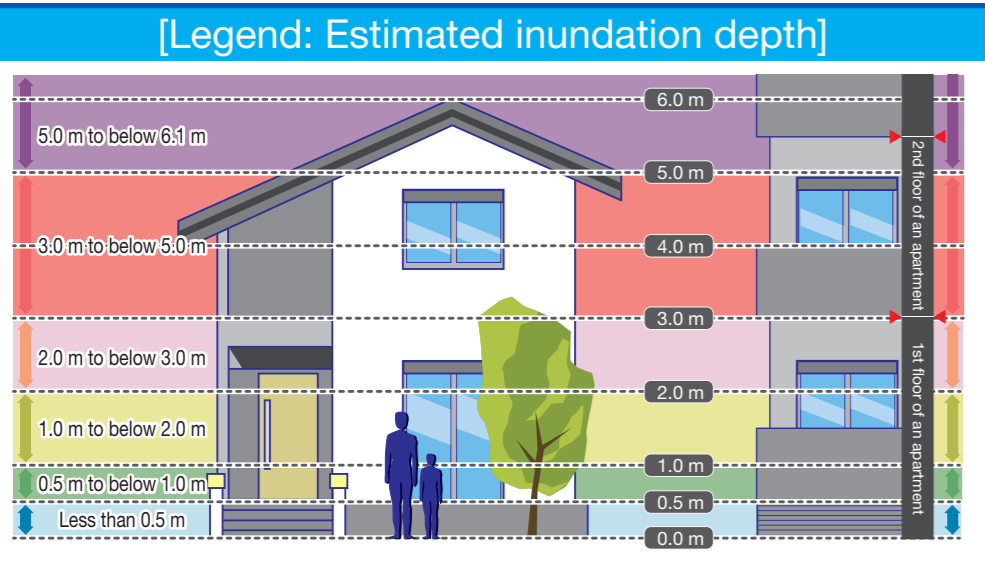 [Legend: Estimated inundation depth]
6.0 m
5.0 m to below 6.1 m
5.0 m
3.0 m to below 5.0 m
4.0 m
3.0 m
2.0 m to below 3.0 m
2.0 m
1.0 m to below 2.0 m
1.0 m
0.5 m to below 1.0 m
0.5 m
Less than 0.5 m
0.0 m
2nd floor of an apartment
1st floor of an apartment